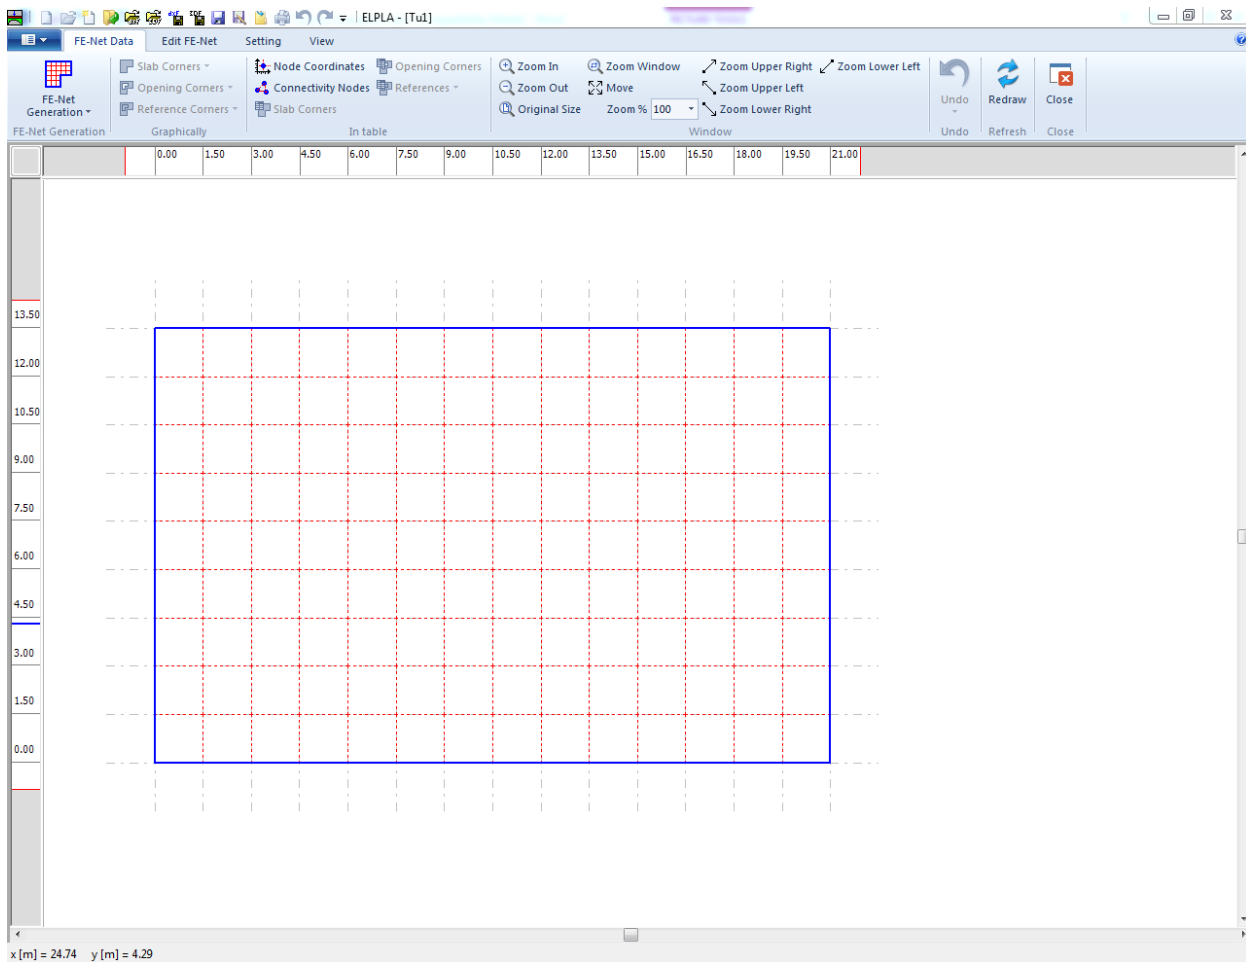 ELPLA - [Tu1]
FE-Net Data Edit FE-Net Setting View
Slab Corners Node Coordinates Opening Corners Zoom In Zoom Window Zoom Upper Right Zoom Lower Left
FE-Net Generation Opening Corners Connectivity Nodes References Zoom Out Move Zoom Upper Left Undo Redraw Close
Reference Corners Slab Corners Original Size Zoom % 100 Zoom Lower Right
FE-Net Generation Graphically In table Window Undo Refresh Close
0.00 1.50 3.00 4.50 6.00 7.50 9.00 10.50 12.00 13.50 15.00 16.50 18.00 19.50 21.00
13.50
12.00
10.50
9.00
7.50
6.00
4.50
3.00
1.50
0.00
x [m] = 24.74 y [m] = 4.29